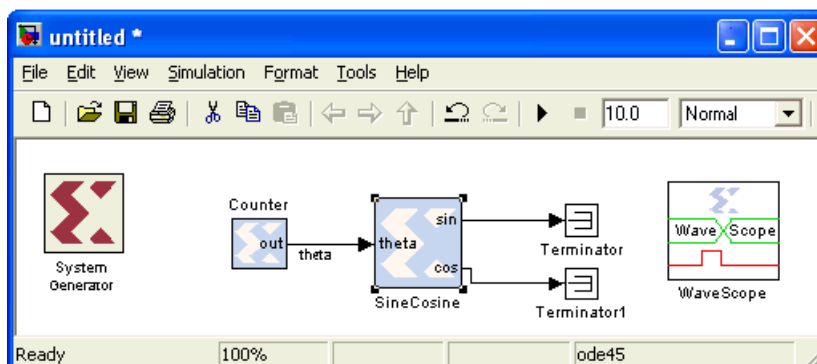 untitled *
File Edit View Simulation Format Tools Help
10.0 Normal
Counter
out
theta
theta
sin
cos
SineCosine
Terminator
Terminator1
System
Generator
Wave Scope
WaveScope
Ready 100% ode45